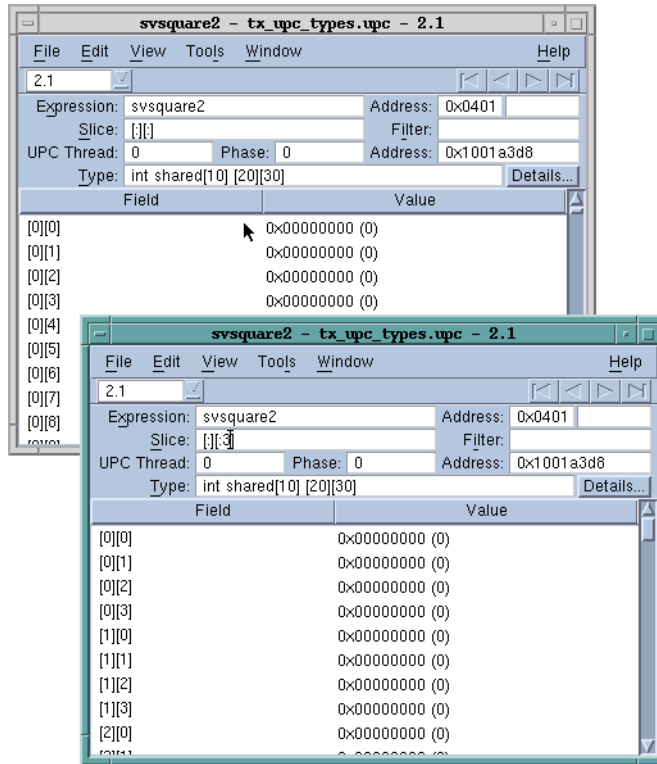 svsquare2 - tx_upc_types.upc - 2.1
File Edit View Tools Window Help
2.1
Expression: svsquare2 Address: 0x0401
Slice: [:][:] Filter:
UPC Thread: 0 Phase: 0 Address: 0x1001a3d8
Type: int shared[10] [20][30] Details...
Field Value
[0][0] 0x00000000 (0)
[0][1] 0x00000000 (0)
[0][2] 0x00000000 (0)
[0][3] 0x00000000 (0)
[0][4]
[0][5]
[0][6]
[0][7]
[0][8]
svsquare2 - tx_upc_types.upc - 2.1
File Edit View Tools Window Help
2.1
Expression: svsquare2 Address: 0x0401
Slice: [:][:3] Filter:
UPC Thread: 0 Phase: 0 Address: 0x1001a3d8
Type: int shared[10] [20][30] Details...
Field Value
[0][0] 0x00000000 (0)
[0][1] 0x00000000 (0)
[0][2] 0x00000000 (0)
[0][3] 0x00000000 (0)
[1][0] 0x00000000 (0)
[1][1] 0x00000000 (0)
[1][2] 0x00000000 (0)
[1][3] 0x00000000 (0)
[2][0] 0x00000000 (0)